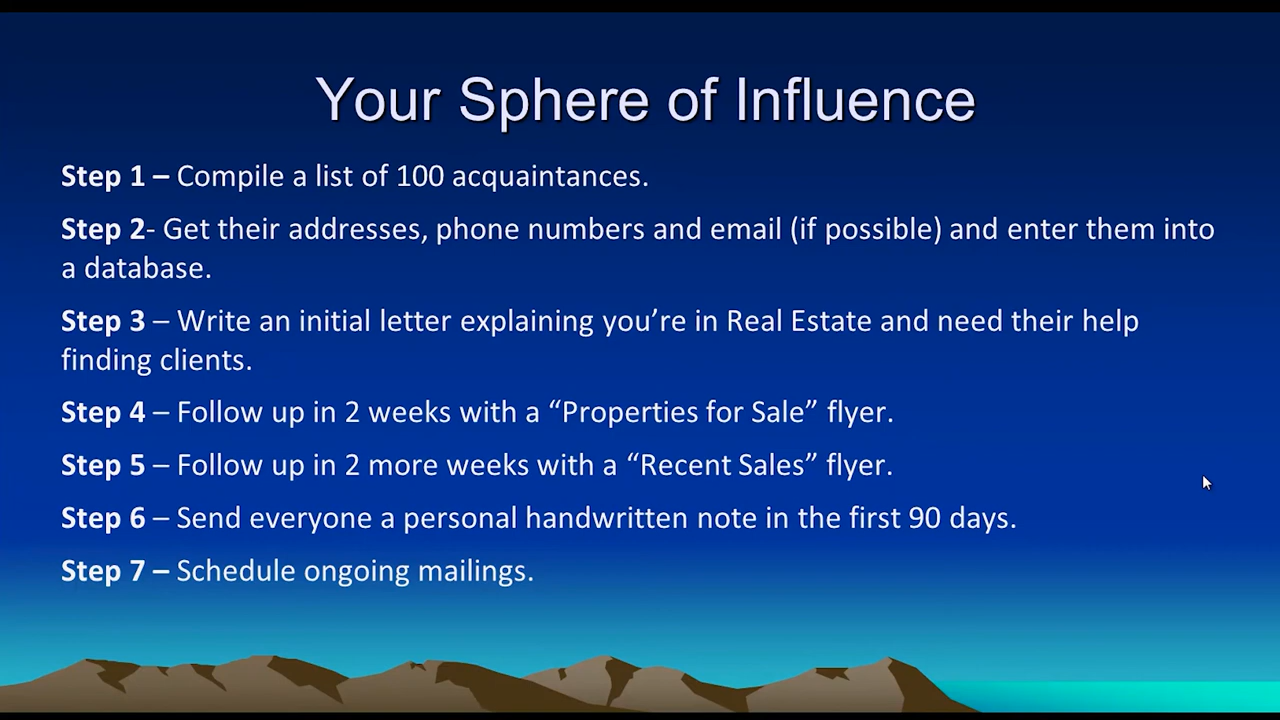 Your Sphere of Influence
Step 1 – Compile a list of 100 acquaintances.
Step 2- Get their addresses, phone numbers and email (if possible) and enter them into
a database.
Step 3 – Write an initial letter explaining you’re in Real Estate and need their help
finding clients.
Step 4 – Follow up in 2 weeks with a “Properties for Sale” flyer.
Step 5 – Follow up in 2 more weeks with a “Recent Sales” flyer.
Step 6 – Send everyone a personal handwritten note in the first 90 days.
Step 7 – Schedule ongoing mailings.